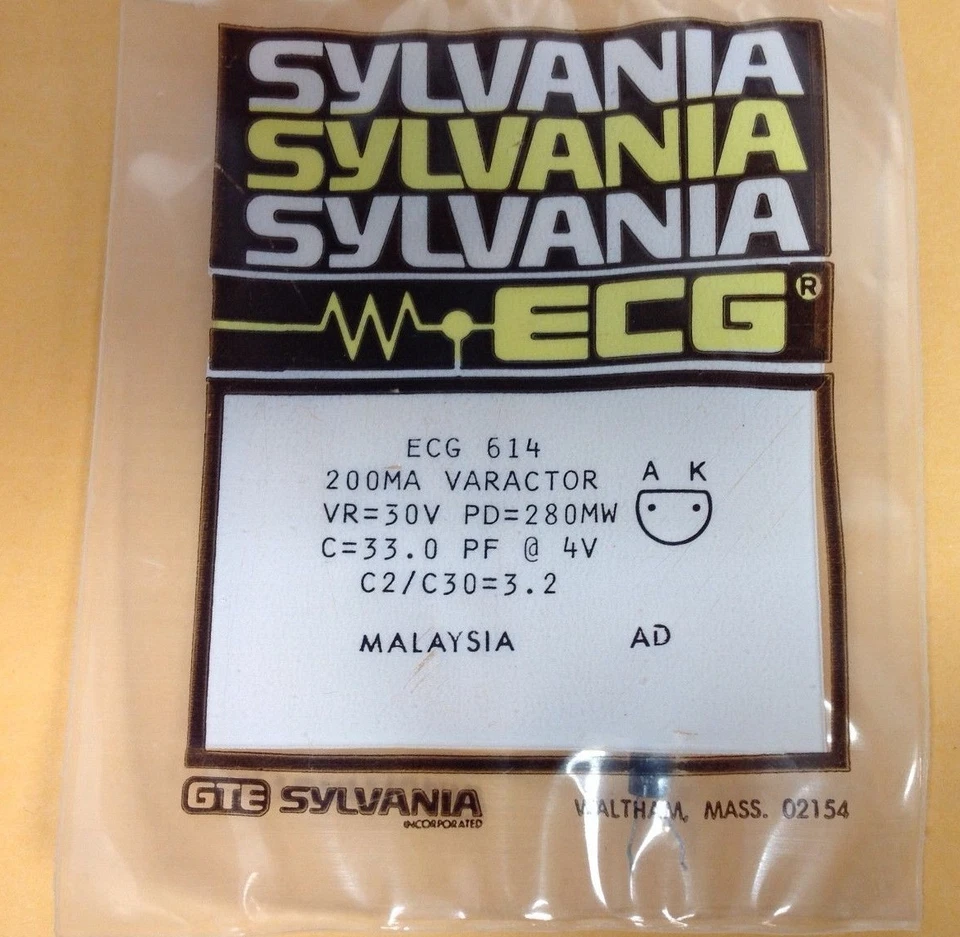 SYLVANIA
SYLVANIA
SYLVANIA
ECG®
ECG 614
200MA VARACTOR
A K
VR=30V PD=280MW
C=33.0 PF @ 4V
C2/C30=3.2
MALAYSIA AD
GTE SYLVANIA
INCORPORATED
WALTHAM, MASS. 02154